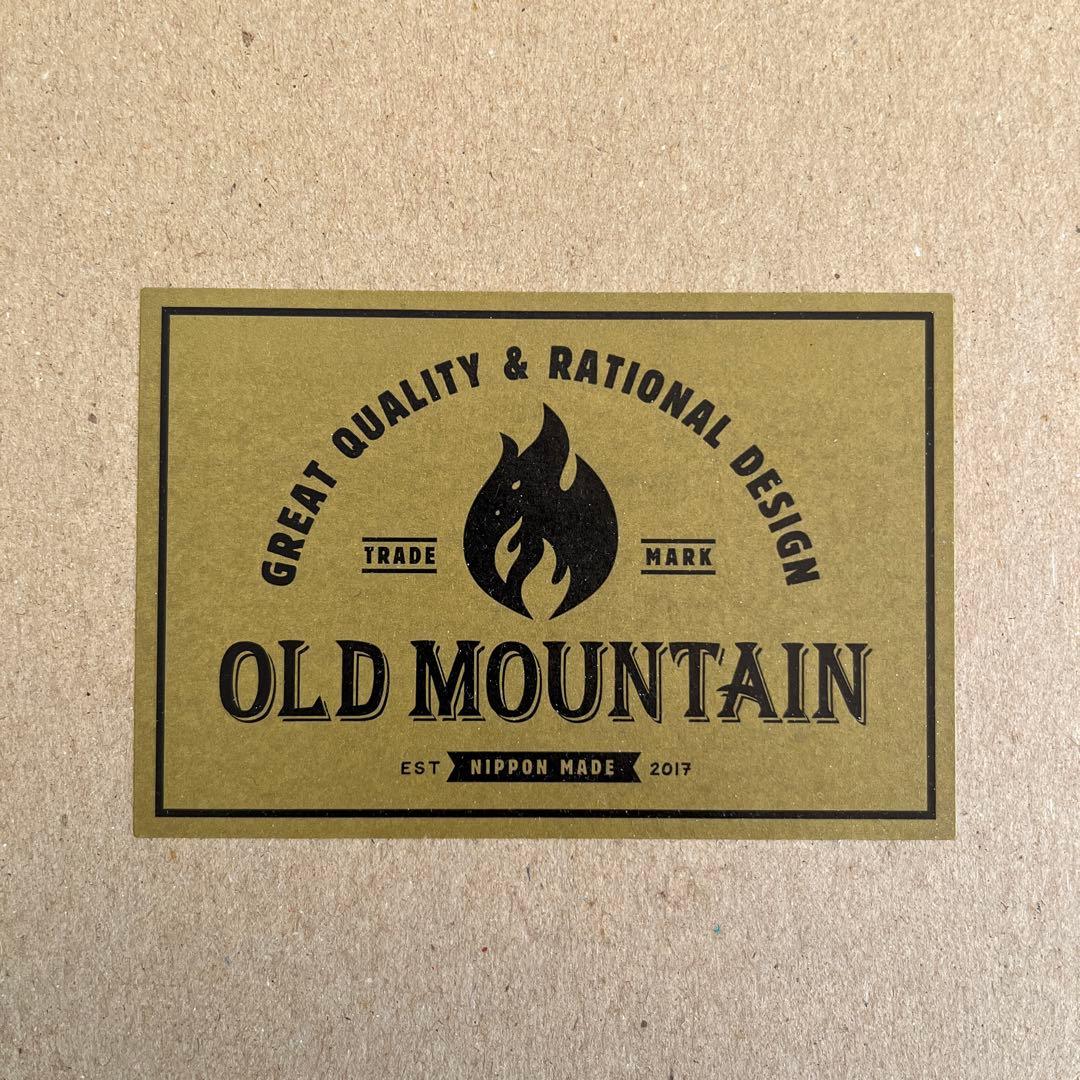 GREAT QUALITY & RATIONAL DESIGN
TRADE MARK
OLD MOUNTAIN
EST NIPPON MADE 2017